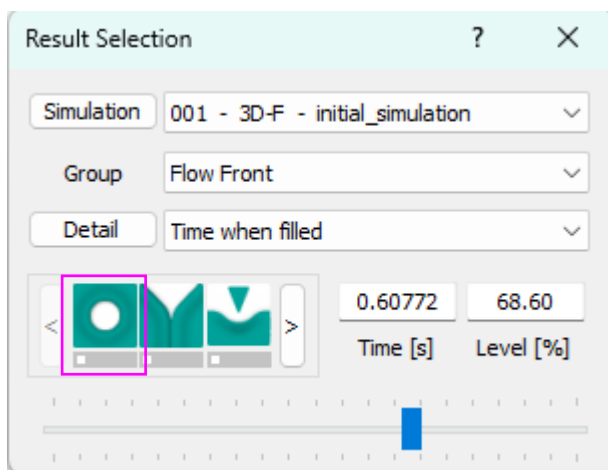 Result Selection ? ×
Simulation 001 - 3D-F - initial_simulation
Group Flow Front
Detail Time when filled
< > 0.60772 68.60
Time [s] Level [%]